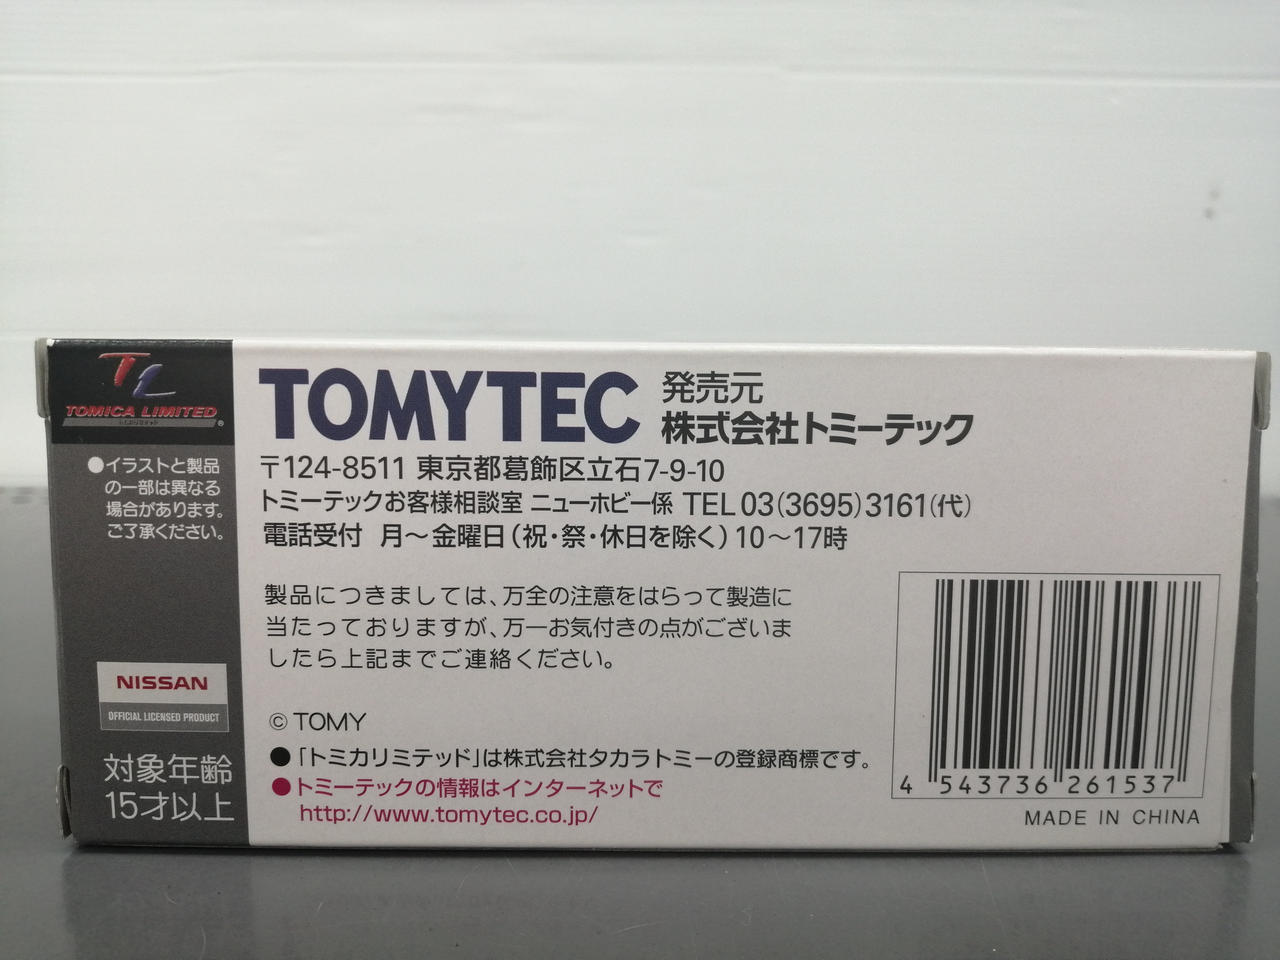 TL
TOMICA LIMITED
トミカリミテッド ®
●イラストと製品
の一部は異なる
場合があります。
ご了承ください。
NISSAN
OFFICIAL LICENSED PRODUCT
対象年齢
15才以上
TOMYTEC 発売元
株式会社トミーテック
〒124-8511 東京都葛飾区立石7-9-10
トミーテックお客様相談室 ニューホビー係 TEL 03(3695)3161(代)
電話受付 月〜金曜日(祝・祭・休日を除く)10〜17時
製品につきましては、万全の注意をはらって製造に
当たっておりますが、万一お気付きの点がございま
したら上記までご連絡ください。
© TOMY
●「トミカリミテッド」は株式会社タカラトミーの登録商標です。
●トミーテックの情報はインターネットで
http://www.tomytec.co.jp/
4 543736 261537
MADE IN CHINA